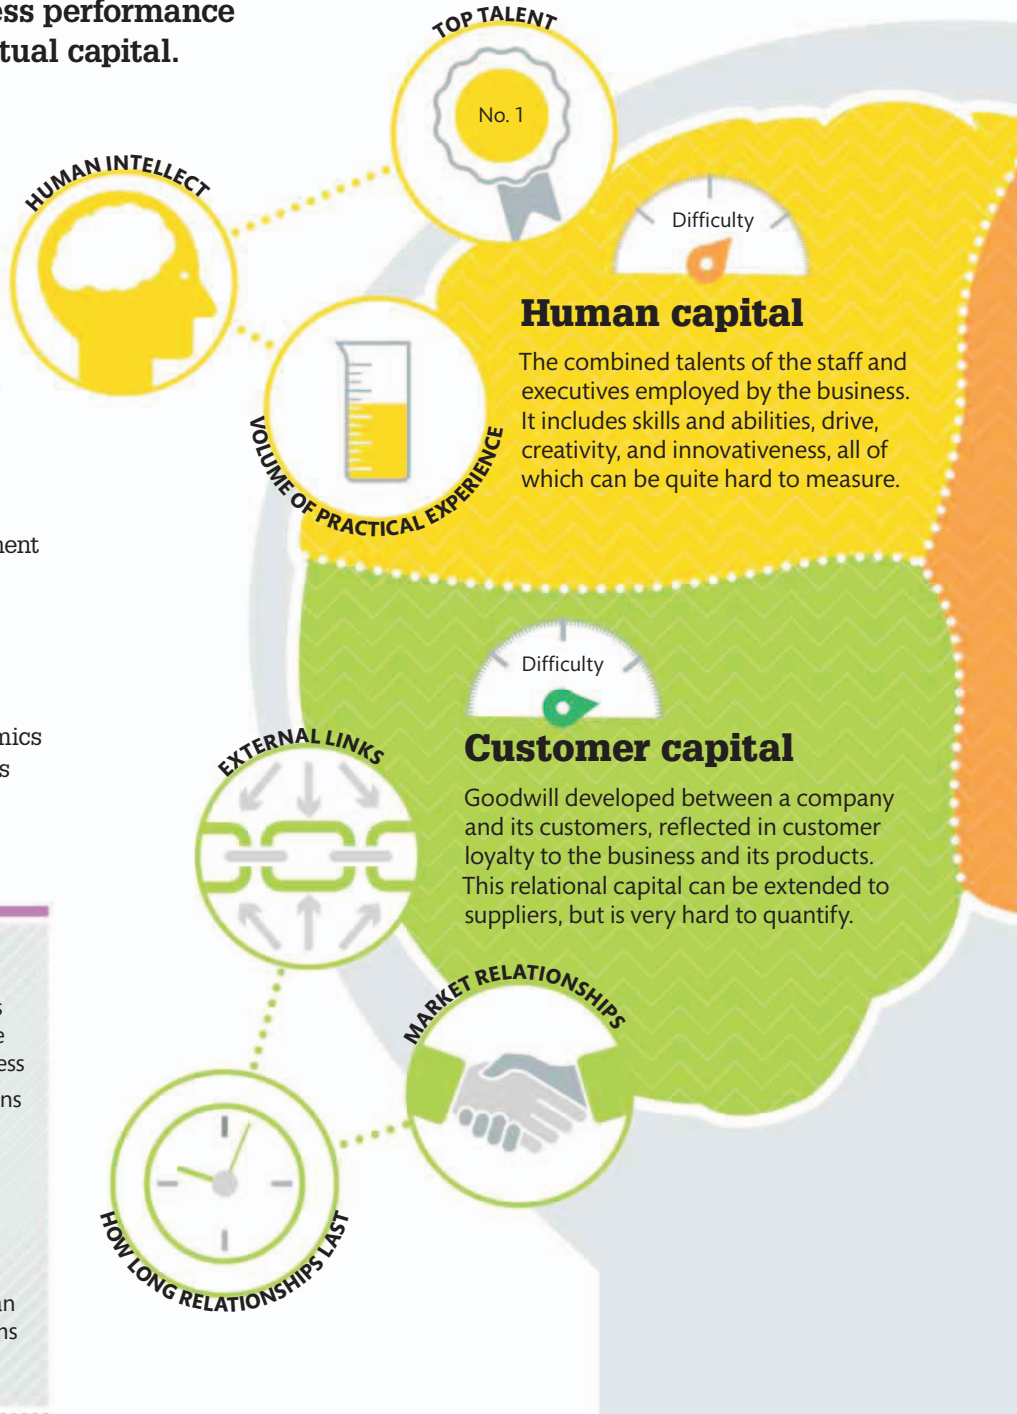 ess performance
tual capital.
TOP TALENT
No. 1
HUMAN INTELLECT
Difficulty
Human capital
The combined talents of the staff and
executives employed by the business.
It includes skills and abilities, drive,
creativity, and innovativeness, all of
which can be quite hard to measure.
VOLUME OF PRACTICAL EXPERIENCE
nent
mics
s
Difficulty
EXTERNAL LINKS
Customer capital
Goodwill developed between a company
and its customers, reflected in customer
loyalty to the business and its products.
This relational capital can be extended to
suppliers, but is very hard to quantify.
MARKET RELATIONSHIPS
HOW LONG RELATIONSHIPS LAST
s
e
ess
ns
an
ns